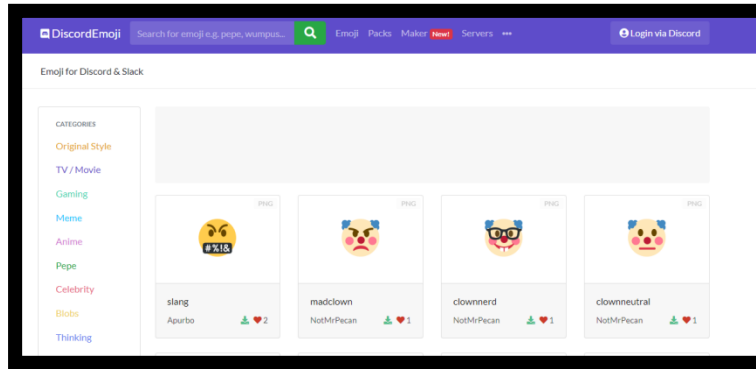 DiscordEmoji
Search for emoji e.g. pepe, wumpus...
Emoji Packs Maker New! Servers •••
Login via Discord
Emoji for Discord & Slack
CATEGORIES
Original Style
TV / Movie
Gaming
Meme
Anime
Pepe
Celebrity
Blobs
Thinking
PNG
#%!&
slang
Apurbo 2
PNG
madclown
NotMrPecan 1
PNG
clownnerd
NotMrPecan 1
PNG
clownneutral
NotMrPecan 1